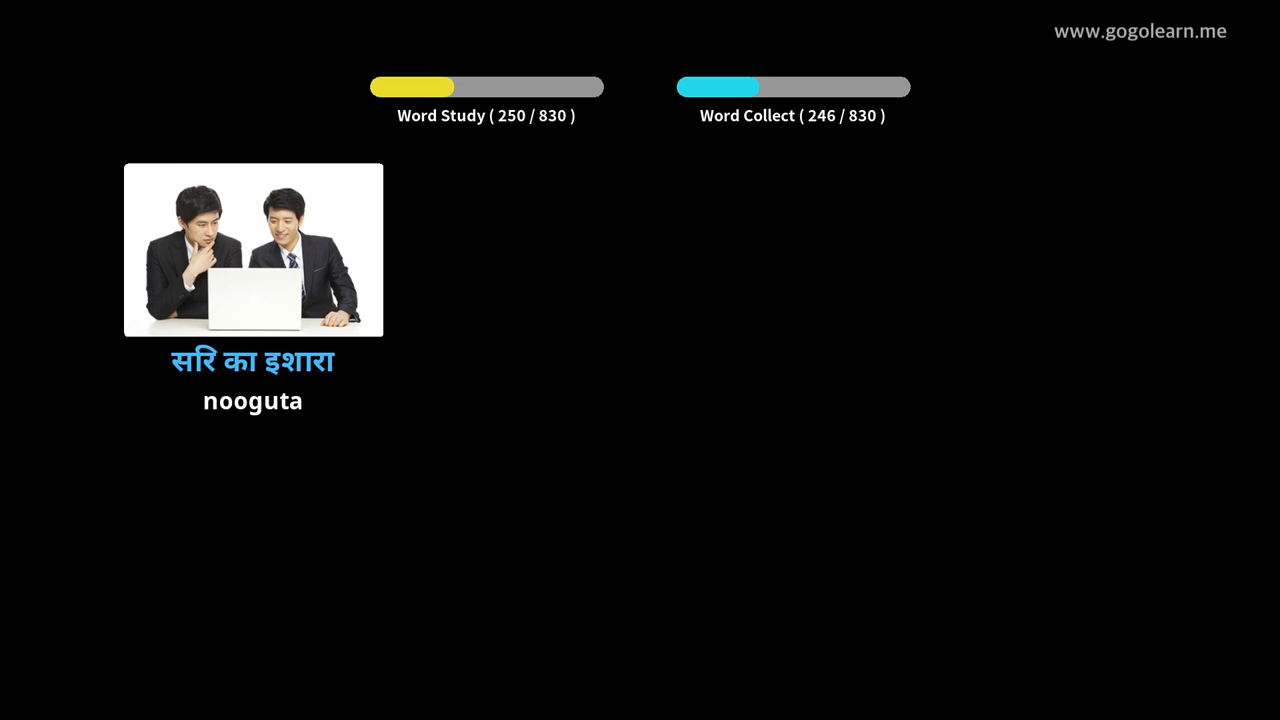 www.gogolearn.me
Word Study ( 250 / 830 )
Word Collect ( 246 / 830 )
सरि का इशारा
nooguta